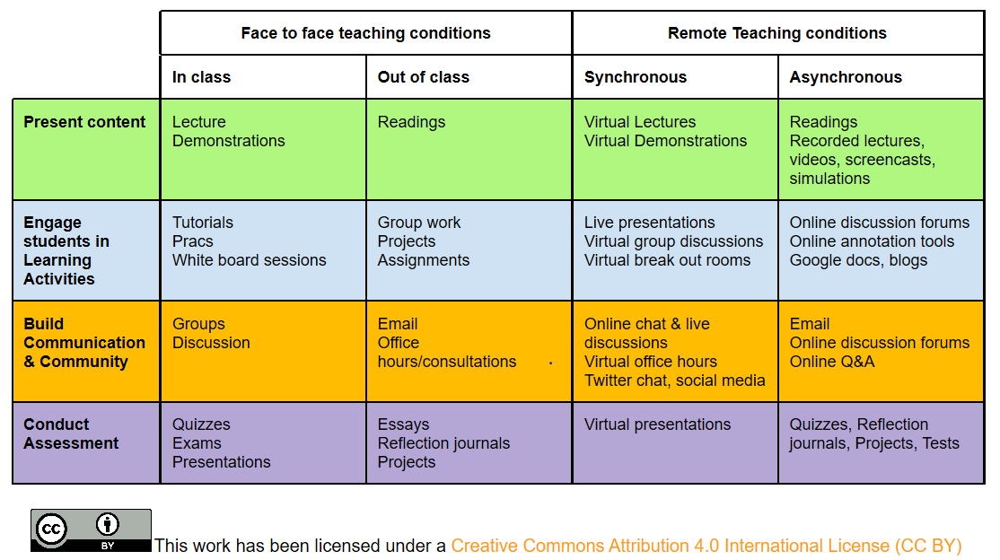 Face to face teaching conditions
Remote Teaching conditions
In class
Out of class
Synchronous
Asynchronous
Present content
Lecture
Demonstrations
Readings
Virtual Lectures
Virtual Demonstrations
Readings
Recorded lectures,
videos, screencasts,
simulations
Engage
students in
Learning
Activities
Tutorials
Pracs
White board sessions
Group work
Projects
Assignments
Live presentations
Virtual group discussions
Virtual break out rooms
Online discussion forums
Online annotation tools
Google docs, blogs
Build
Communication
& Community
Groups
Discussion
Email
Office
hours/consultations
Online chat & live
discussions
Virtual office hours
Twitter chat, social media
Email
Online discussion forums
Online Q&A
Conduct
Assessment
Quizzes
Exams
Presentations
Essays
Reflection journals
Projects
Virtual presentations
Quizzes, Reflection
journals, Projects, Tests
cc
BY
This work has been licensed under a Creative Commons Attribution 4.0 International License (CC BY)